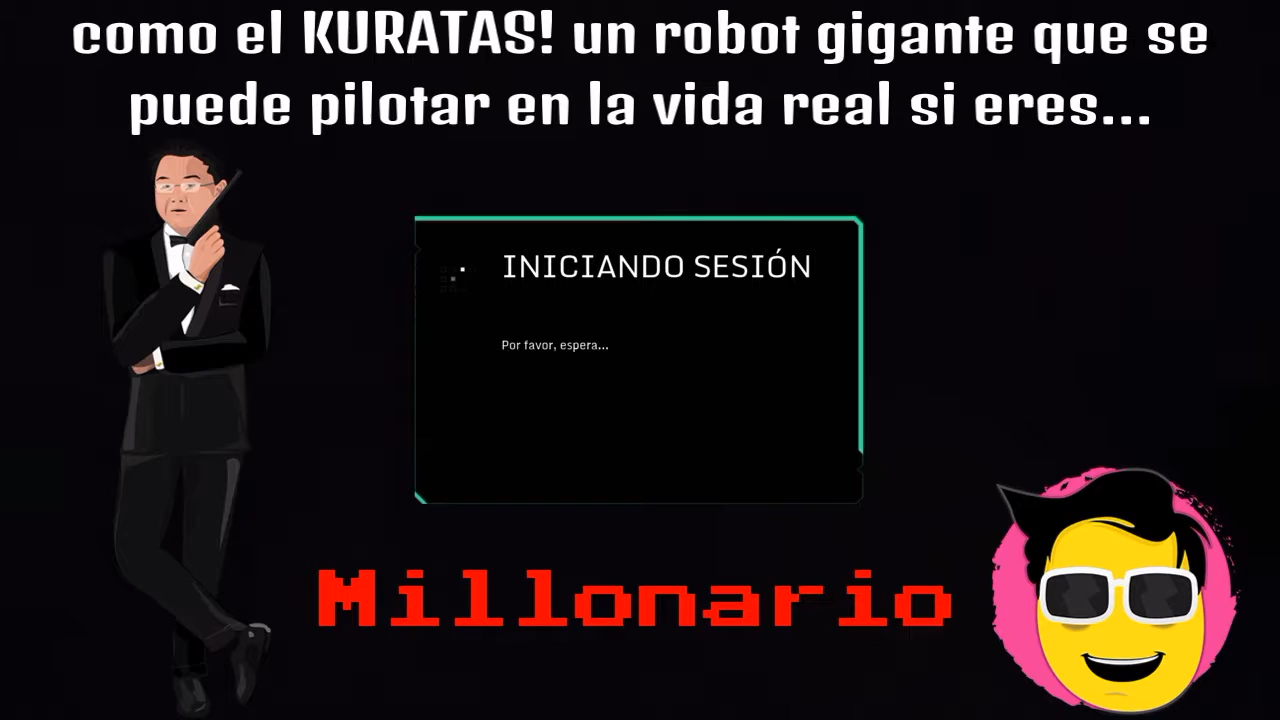 como el KURATAS! un robot gigante que se
puede pilotar en la vida real si eres...
INICIANDO SESIÓN
Por favor, espera...
Millonario